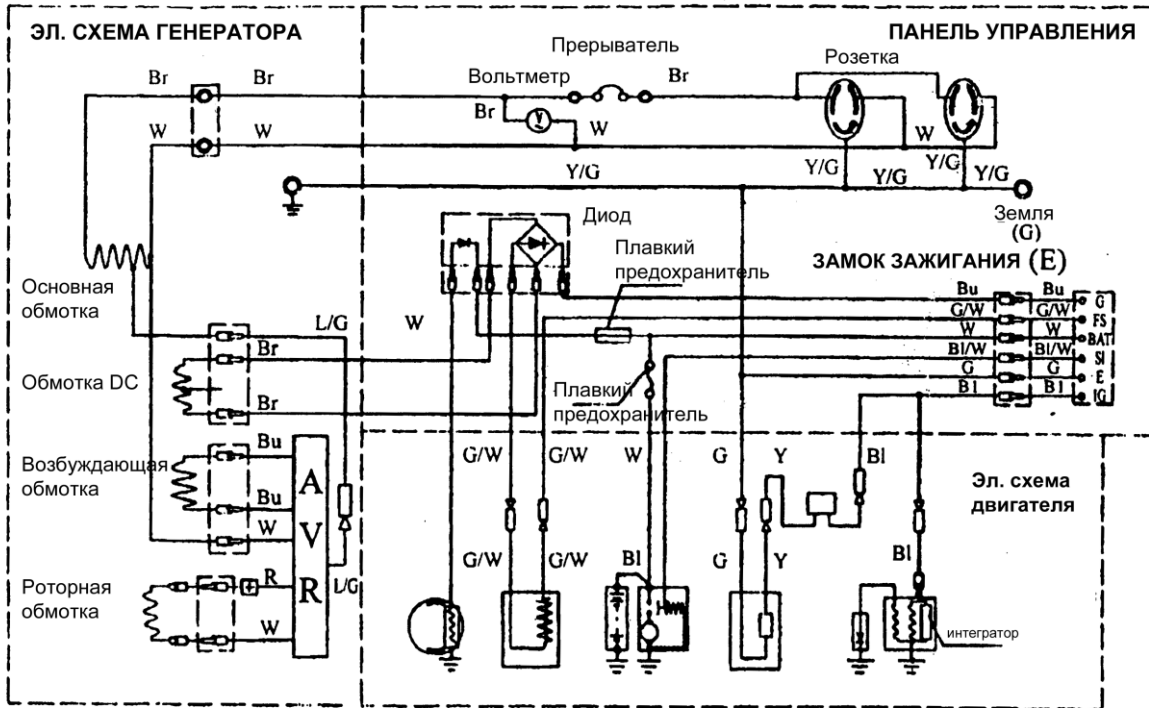 ЭЛ. СХЕМА ГЕНЕРАТОРА
ПАНЕЛЬ УПРАВЛЕНИЯ
Прерыватель
Розетка
Вольтметр
Br
Br
Br
Br
W
W
W
W
Y/G
Y/G
Y/G
Y/G
Y/G
V
Земля
(G)
Диод
Плавкий
предохранитель
ЗАМОК ЗАЖИГАНИЯ (E)
Основная
обмотка
L/G
W
Bu
Bu
G
G/W
G/W
FS
W
W
BAT
Bl/W
Bl/W
SI
G
G
E
Bl
Bl
IG
Br
Обмотка DC
Br
Плавкий
предохранитель
Возбуждающая
обмотка
Bu
Bu
W
A
V
R
G/W
G/W
W
G
Y
Bl
Эл. схема
двигателя
Роторная
обмотка
R
L/G
W
G/W
G/W
Bl
G
Y
Bl
интегратор